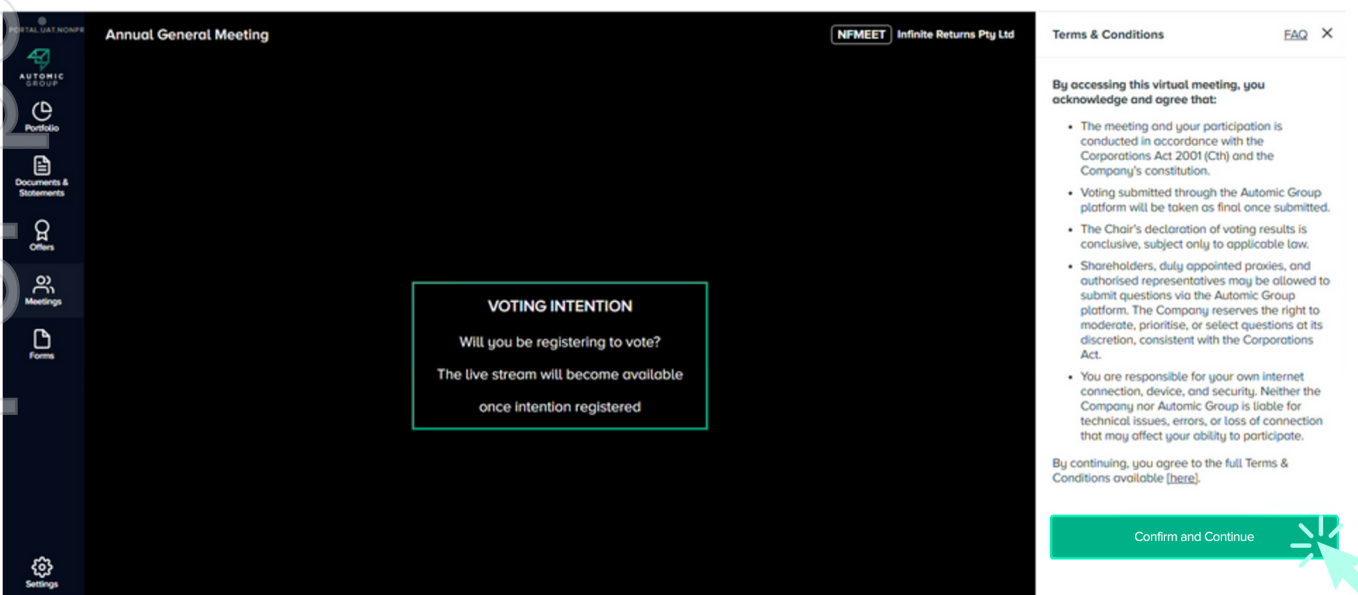 PORTAL.UAT.NONPR
AUTOMIC
GROUP
Portfolio
Documents &
Statements
Offers
Meetings
Forms
Settings
Annual General Meeting
NFMEET Infinite Returns Pty Ltd
VOTING INTENTION
Will you be registering to vote?
The live stream will become available
once intention registered
Terms & Conditions
FAQ
By accessing this virtual meeting, you
acknowledge and agree that:
• The meeting and your participation is
conducted in accordance with the
Corporations Act 2001 (Cth) and the
Company's constitution.
• Voting submitted through the Automic Group
platform will be taken as final once submitted.
• The Chair's declaration of voting results is
conclusive, subject only to applicable law.
• Shareholders, duly appointed proxies, and
authorised representatives may be allowed to
submit questions via the Automic Group
platform. The Company reserves the right to
moderate, prioritise, or select questions at its
discretion, consistent with the Corporations
Act.
• You are responsible for your own internet
connection, device, and security. Neither the
Company nor Automic Group is liable for
technical issues, errors, or loss of connection
that may affect your ability to participate.
By continuing, you agree to the full Terms &
Conditions available [here].
Confirm and Continue